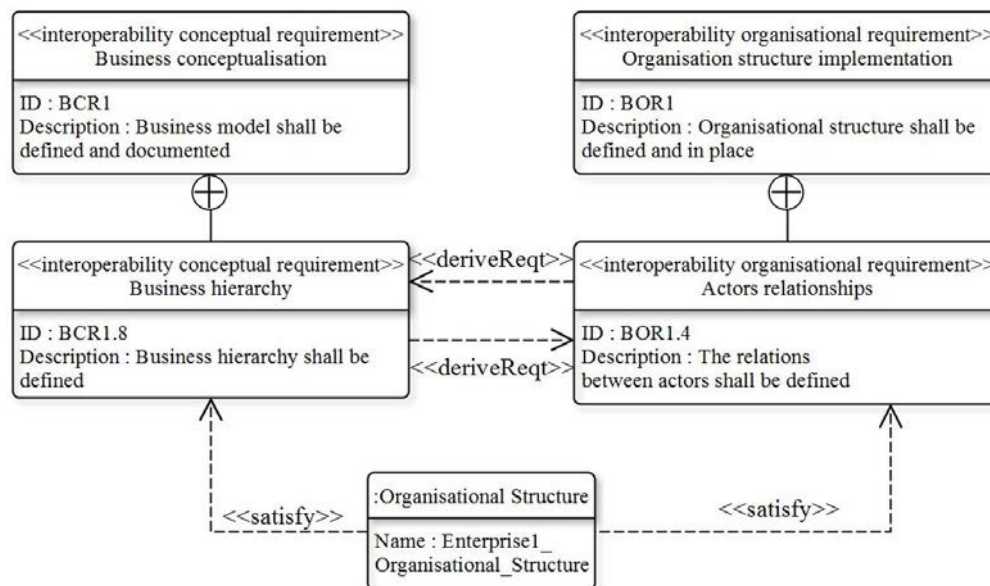 <<interoperability conceptual requirement>>
Business conceptualisation
ID : BCR1
Description : Business model shall be
defined and documented
<<interoperability organisational requirement>>
Organisation structure implementation
ID : BOR1
Description : Organisational structure shall be
defined and in place
<<interoperability conceptual requirement>>
Business hierarchy
ID : BCR1.8
Description : Business hierarchy shall be
defined
<<deriveReqt>>
<<deriveReqt>>
<<interoperability organisational requirement>>
Actors relationships
ID : BOR1.4
Description : The relations
between actors shall be defined
<<satisfy>>
:Organisational Structure
Name : Enterprise1_
Organisational_Structure
<<satisfy>>